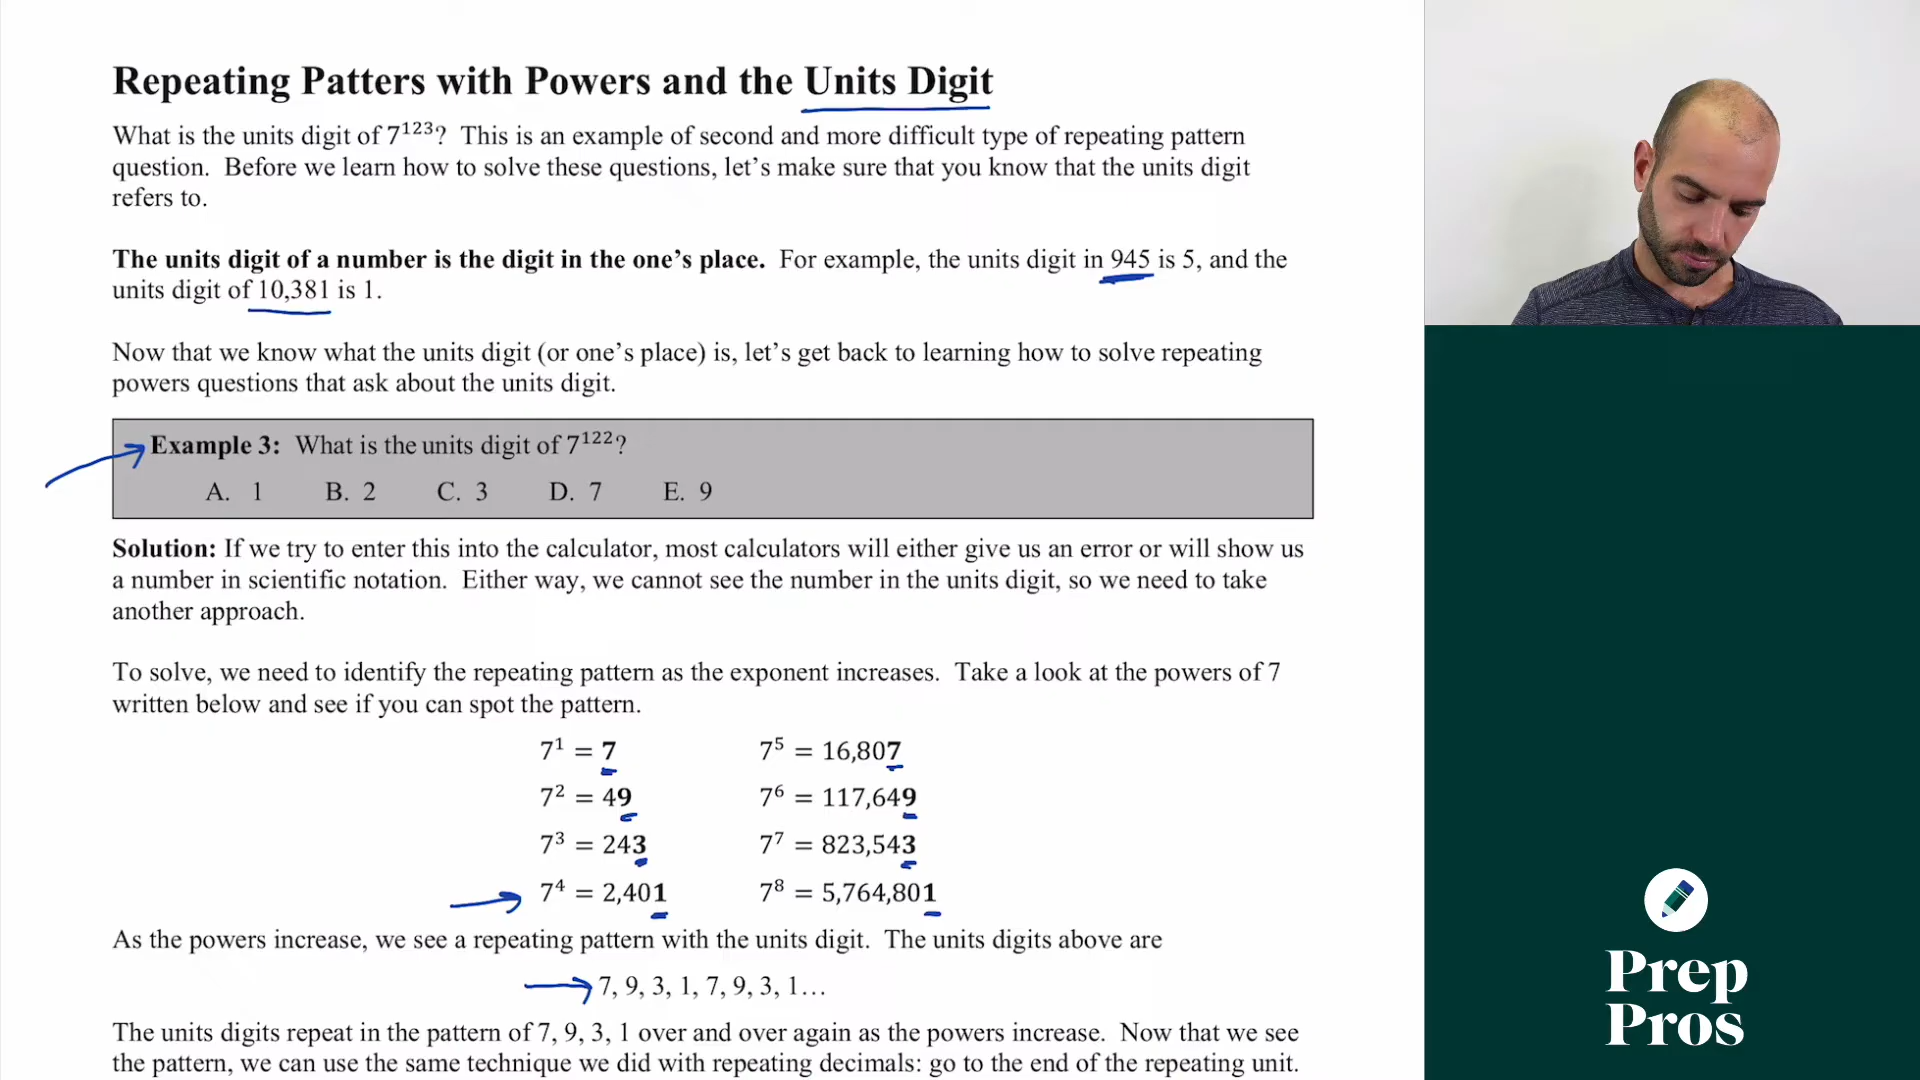 Repeating Patters with Powers and the Units Digit
What is the units digit of 7¹²³? This is an example of second and more difficult type of repeating pattern
question. Before we learn how to solve these questions, let’s make sure that you know that the units digit
refers to.
The units digit of a number is the digit in the one’s place. For example, the units digit in 945 is 5, and the
units digit of 10,381 is 1.
Now that we know what the units digit (or one’s place) is, let’s get back to learning how to solve repeating
powers questions that ask about the units digit.
Example 3: What is the units digit of 7¹²²?
A. 1 B. 2 C. 3 D. 7 E. 9
Solution: If we try to enter this into the calculator, most calculators will either give us an error or will show us
a number in scientific notation. Either way, we cannot see the number in the units digit, so we need to take
another approach.
To solve, we need to identify the repeating pattern as the exponent increases. Take a look at the powers of 7
written below and see if you can spot the pattern.
7¹ = 7 7⁵ = 16,807
7² = 49 7⁶ = 117,649
7³ = 243 7⁷ = 823,543
7⁴ = 2,401 7⁸ = 5,764,801
As the powers increase, we see a repeating pattern with the units digit. The units digits above are
7, 9, 3, 1, 7, 9, 3, 1…
The units digits repeat in the pattern of 7, 9, 3, 1 over and over again as the powers increase. Now that we see
the pattern, we can use the same technique we did with repeating decimals: go to the end of the repeating unit.
Prep
Pros